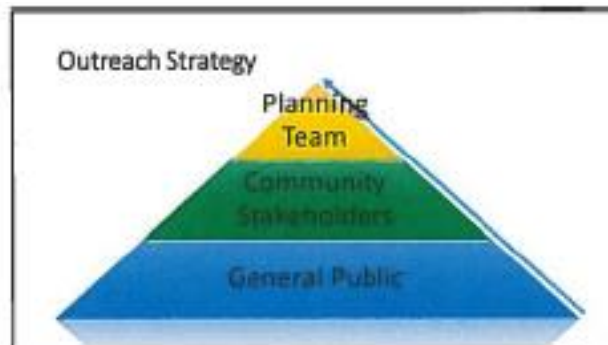 Outreach Strategy
Planning
Team
Community
Stakeholders
General Public